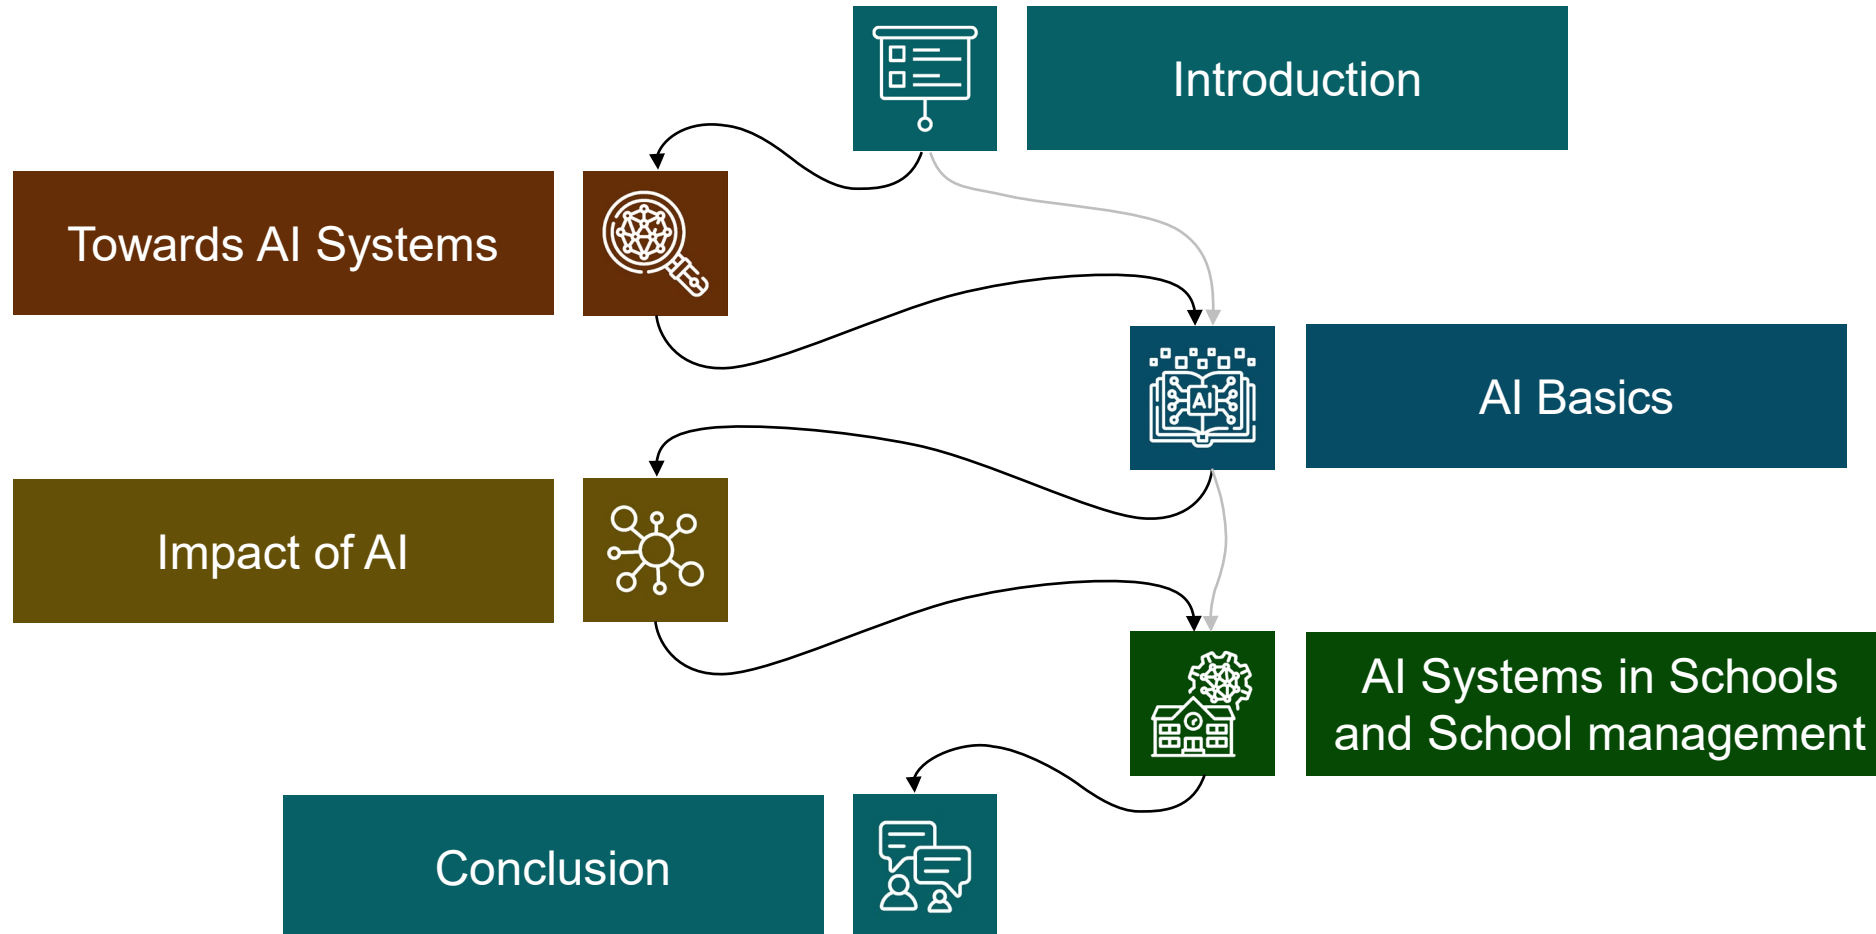 Introduction
Towards AI Systems
AI
AI Basics
Impact of AI
AI Systems in Schools
and School management
Conclusion